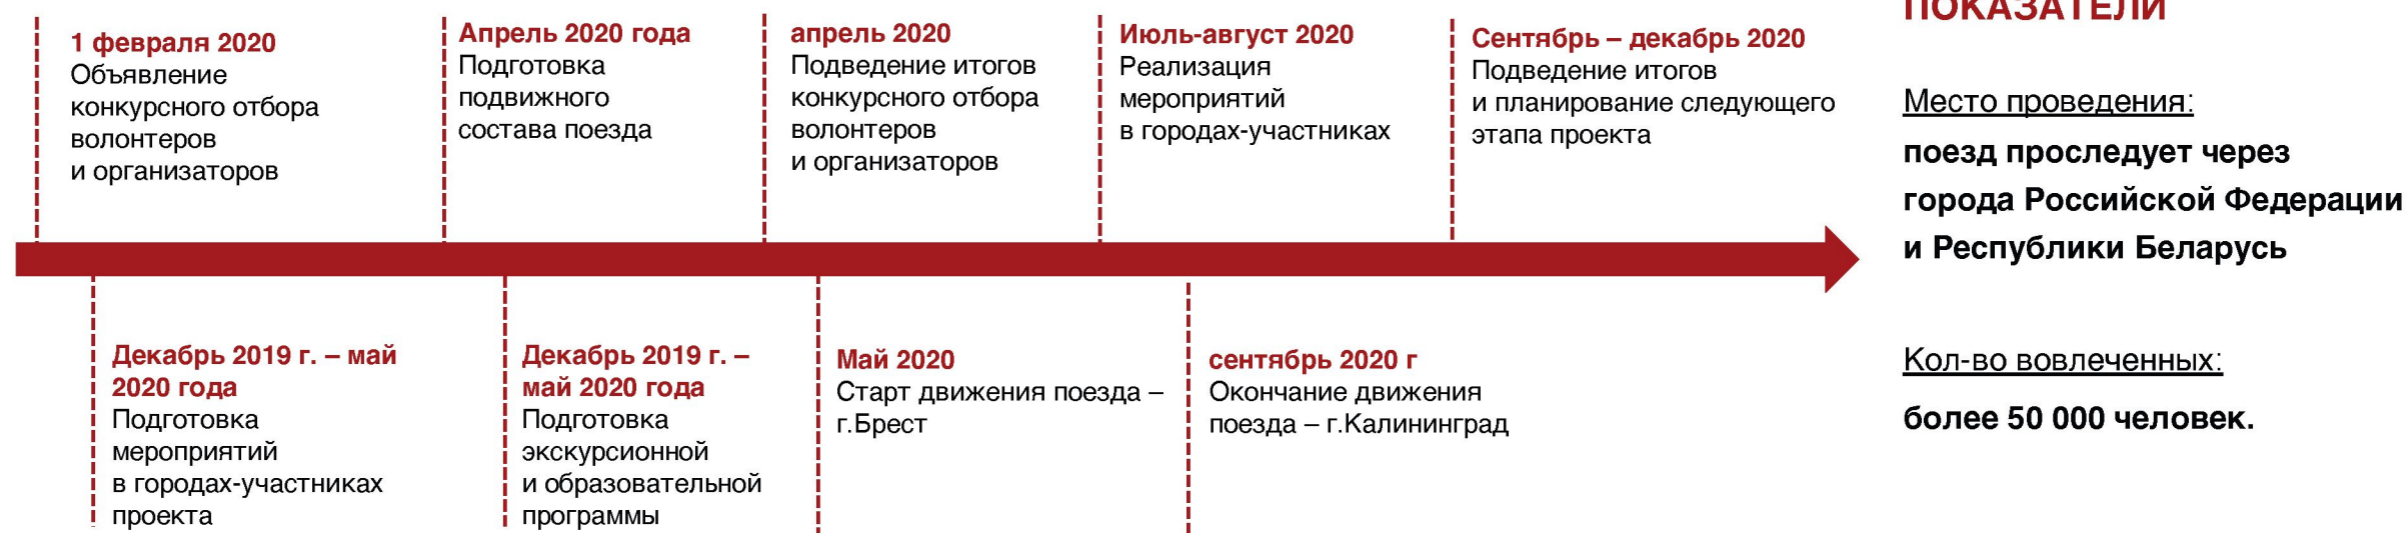 1 февраля 2020
Объявление
конкурсного отбора
волонтеров
и организаторов
Апрель 2020 года
Подготовка
подвижного
состава поезда
апрель 2020
Подведение итогов
конкурсного отбора
волонтеров
и организаторов
Июль-август 2020
Реализация
мероприятий
в городах-участниках
Сентябрь – декабрь 2020
Подведение итогов
и планирование следующего
этапа проекта
Декабрь 2019 г. – май
2020 года
Подготовка
мероприятий
в городах-участниках
проекта
Декабрь 2019 г. –
май 2020 года
Подготовка
экскурсионной
и образовательной
программы
Май 2020
Старт движения поезда –
г.Брест
сентябрь 2020 г
Окончание движения
поезда – г.Калининград
ПОКАЗАТЕЛИ
Место проведения:
поезд проследует через
города Российской Федерации
и Республики Беларусь
Кол-во вовлеченных:
более 50 000 человек.